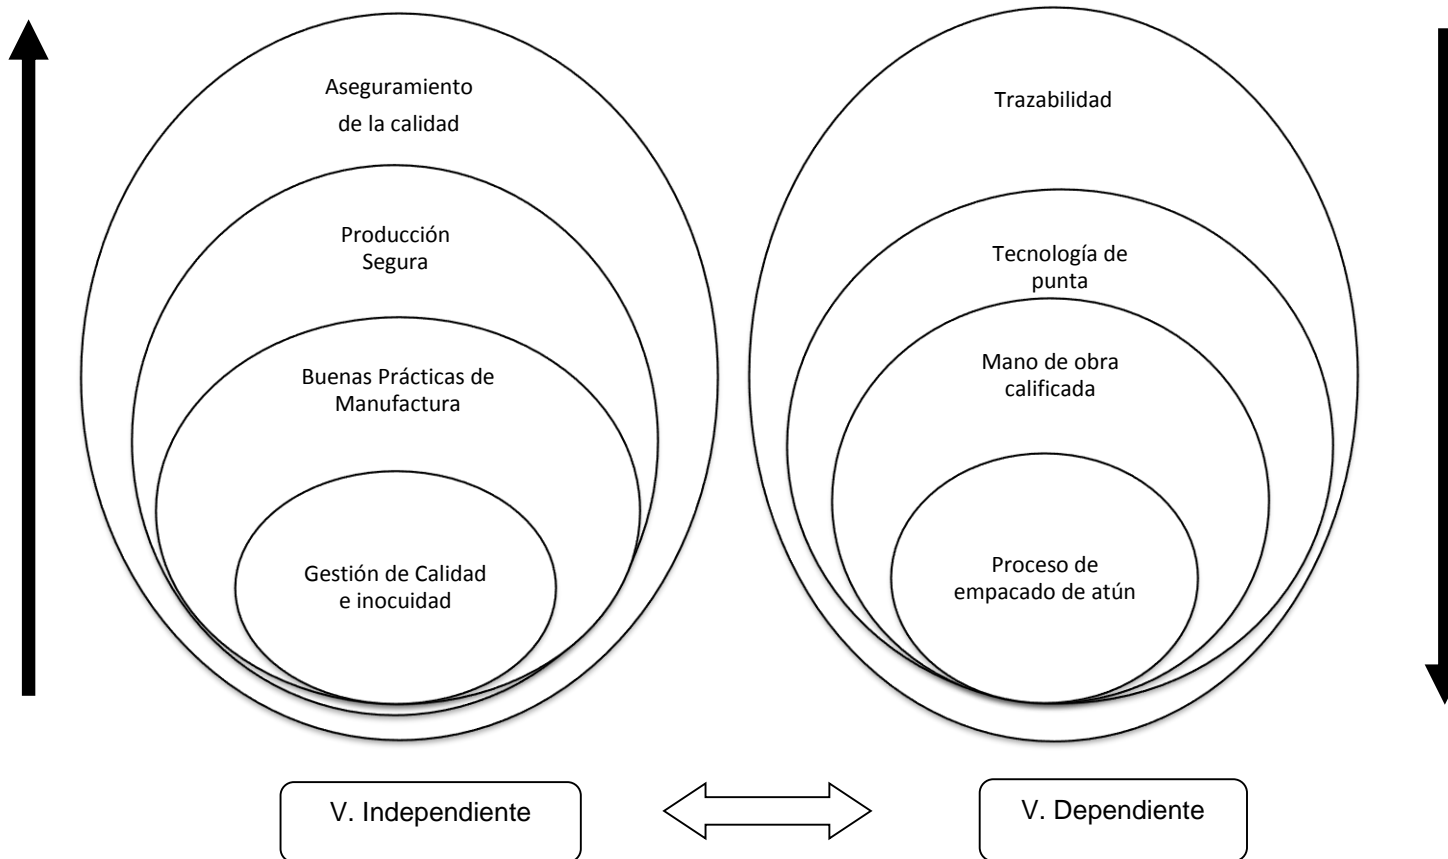 Aseguramiento
de la calidad
Producción
Segura
Buenas Prácticas de
Manufactura
Gestión de Calidad
e inocuidad
Trazabilidad
Tecnología de
punta
Mano de obra
calificada
Proceso de
empacado de atún
V. Independiente
V. Dependiente